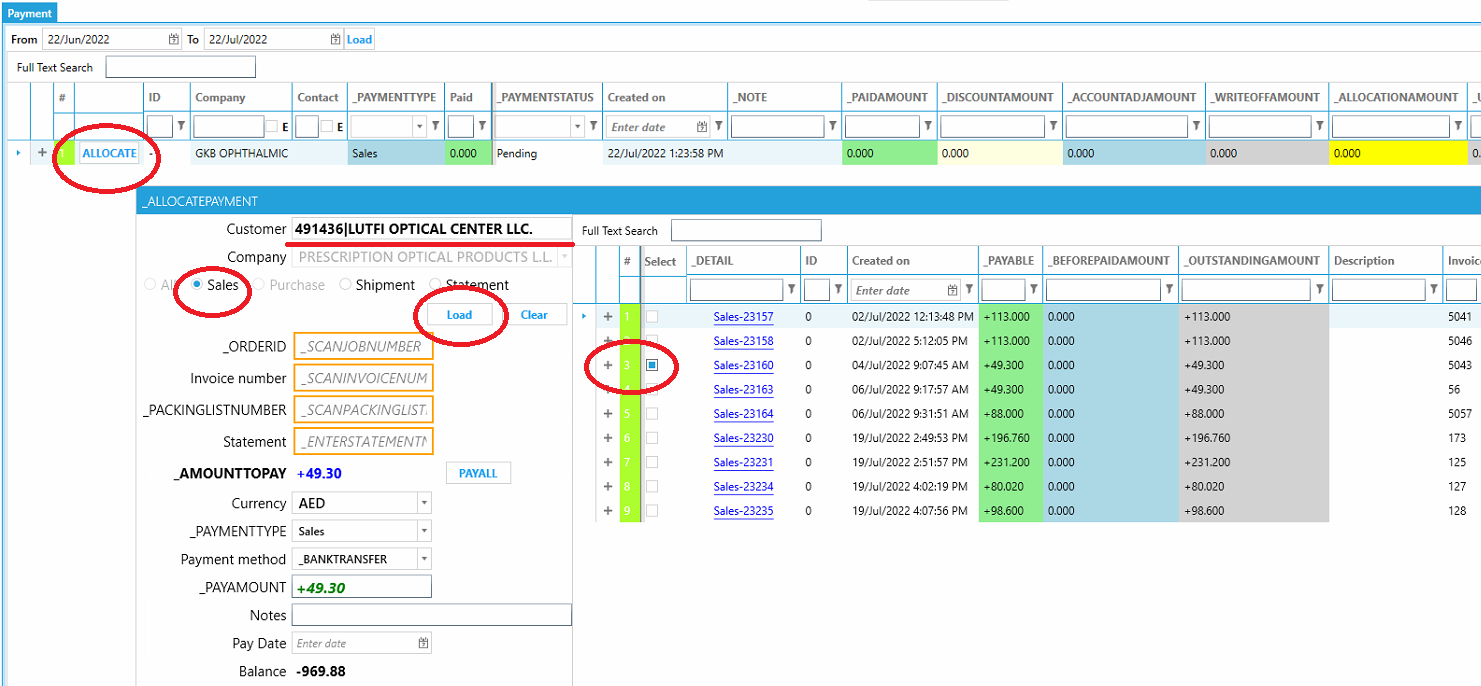 Payment
From 22/Jun/2022 To 22/Jul/2022 Load
Full Text Search
# ID Company Contact _PAYMENTTYPE Paid _PAYMENTSTATUS Created on _NOTE _PAIDAMOUNT _DISCOUNTAMOUNT _ACCOUNTADJAMOUNT _WRITEOFFAMOUNT _ALLOCATIONAMOUNT
E E Enter date
1 ALLOCATE - GKB OPHTHALMIC Sales 0.000 Pending 22/Jul/2022 1:23:58 PM 0.000 0.000 0.000 0.000 0.000
_ALLOCATEPAYMENT
Customer 491436|LUTFI OPTICAL CENTER LLC.
Company PRESCRIPTION OPTICAL PRODUCTS L.L.
Sales Purchase Shipment Statement
Load Clear
_ORDERID _SCANJOBNUMBER
Invoice number _SCANINVOICENUM
_PACKINGLISTNUMBER _SCANPACKINGLIST
Statement _ENTERSTATEMENTN
_AMOUNTTOPAY +49.30 PAYALL
Currency AED
_PAYMENTTYPE Sales
Payment method _BANKTRANSFER
_PAYAMOUNT +49.30
Notes
Pay Date Enter date
Balance -969.88
Full Text Search
# Select _DETAIL ID Created on _PAYABLE _BEFOREPAIDAMOUNT _OUTSTANDINGAMOUNT Description Invoice
Enter date
1 Sales-23157 0 02/Jul/2022 12:13:48 PM +113.000 0.000 +113.000 5041
Sales-23158 0 02/Jul/2022 5:12:05 PM +113.000 0.000 +113.000 5046
3 Sales-23160 0 04/Jul/2022 9:07:45 AM +49.300 0.000 +49.300 5043
4 Sales-23163 0 06/Jul/2022 9:17:57 AM +49.300 0.000 +49.300 56
5 Sales-23164 0 06/Jul/2022 9:31:51 AM +88.000 0.000 +88.000 5057
6 Sales-23230 0 19/Jul/2022 2:49:53 PM +196.760 0.000 +196.760 173
7 Sales-23231 0 19/Jul/2022 2:51:57 PM +231.200 0.000 +231.200 125
8 Sales-23234 0 19/Jul/2022 4:02:19 PM +80.020 0.000 +80.020 127
9 Sales-23235 0 19/Jul/2022 4:07:56 PM +98.600 0.000 +98.600 128